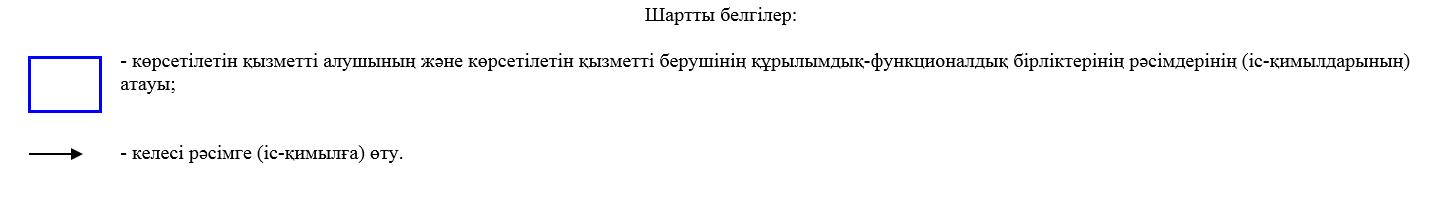 Шартты белгілер:
- көрсетілетін қызметті алушының және көрсетілетін қызметті берушінің құрылымдық-функционалдық бірліктерінің рәсімдерінің (іс-қимылдарының)
атауы;
- келесі рәсімге (іс-қимылға) өту.